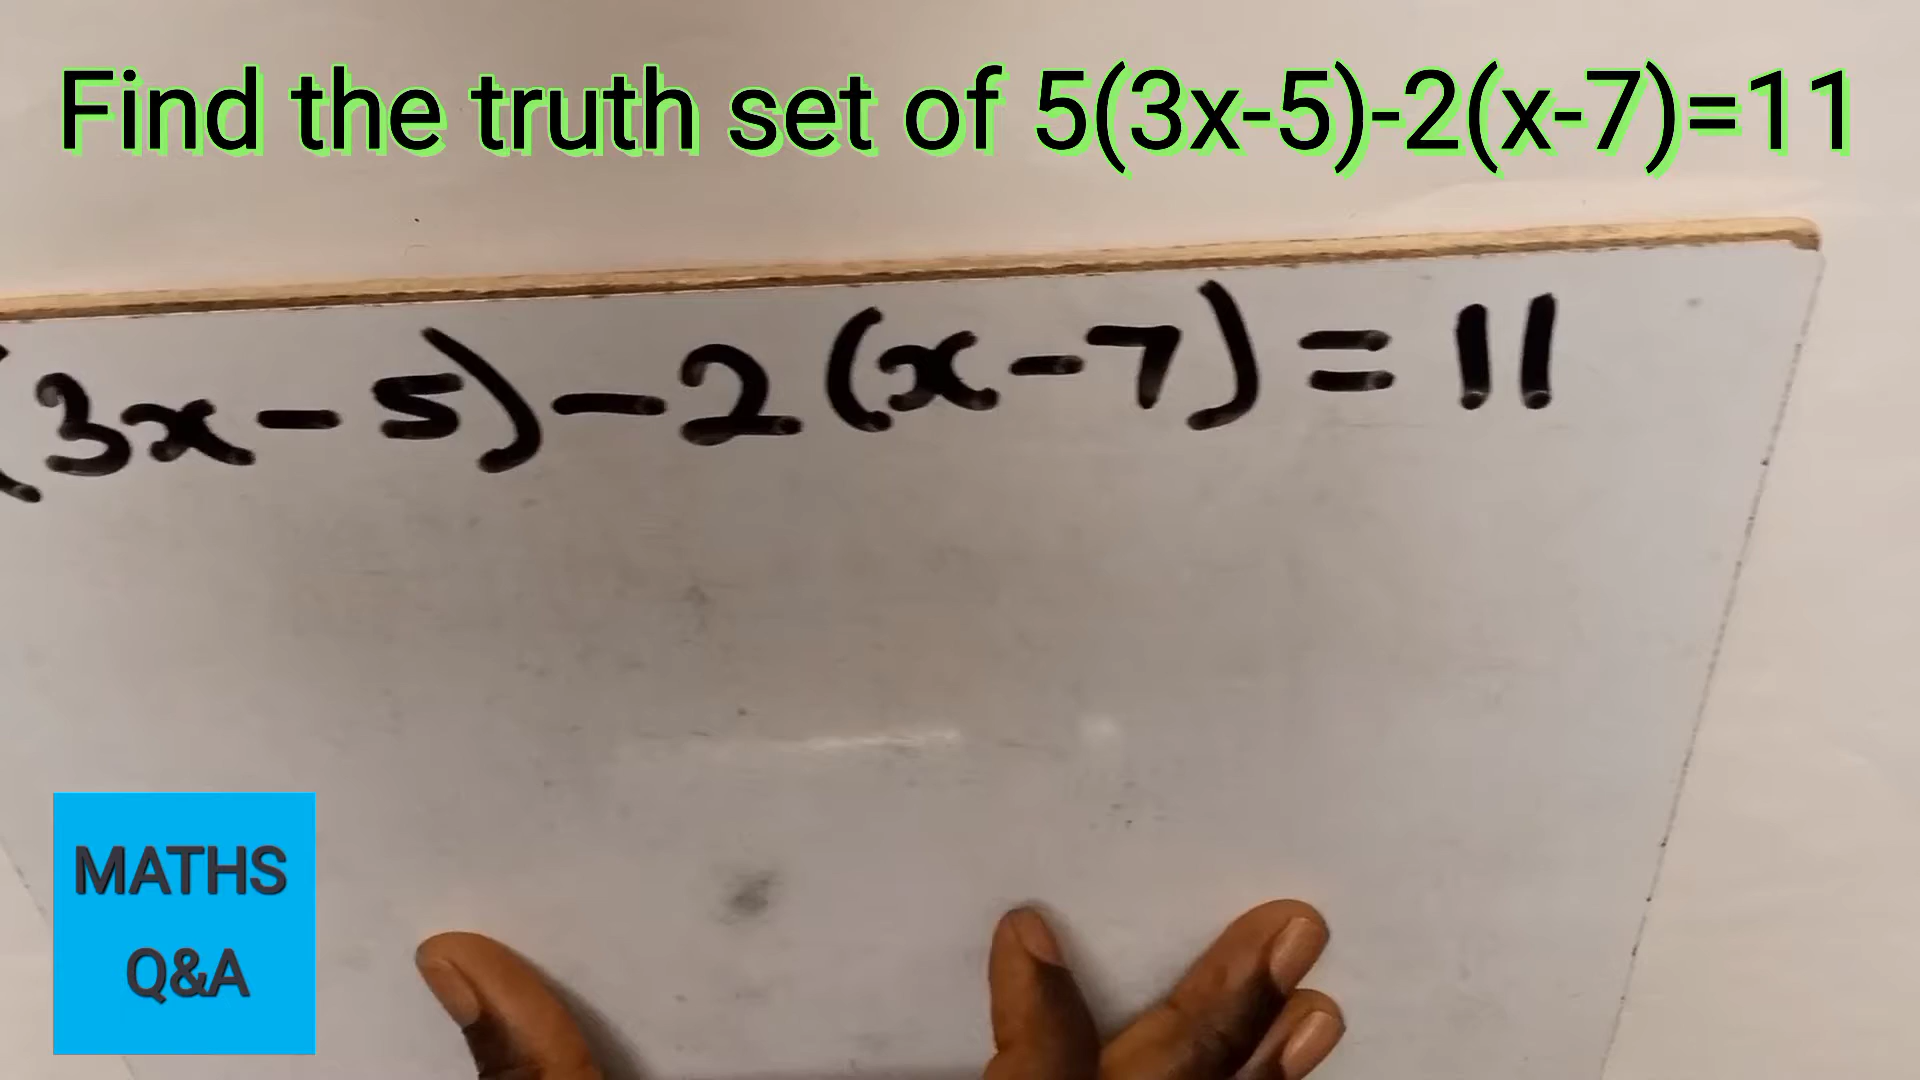 Find the truth set of 5(3x-5)-2(x-7)=11
(3x-5)-2(x-7)=11
MATHS
Q&A